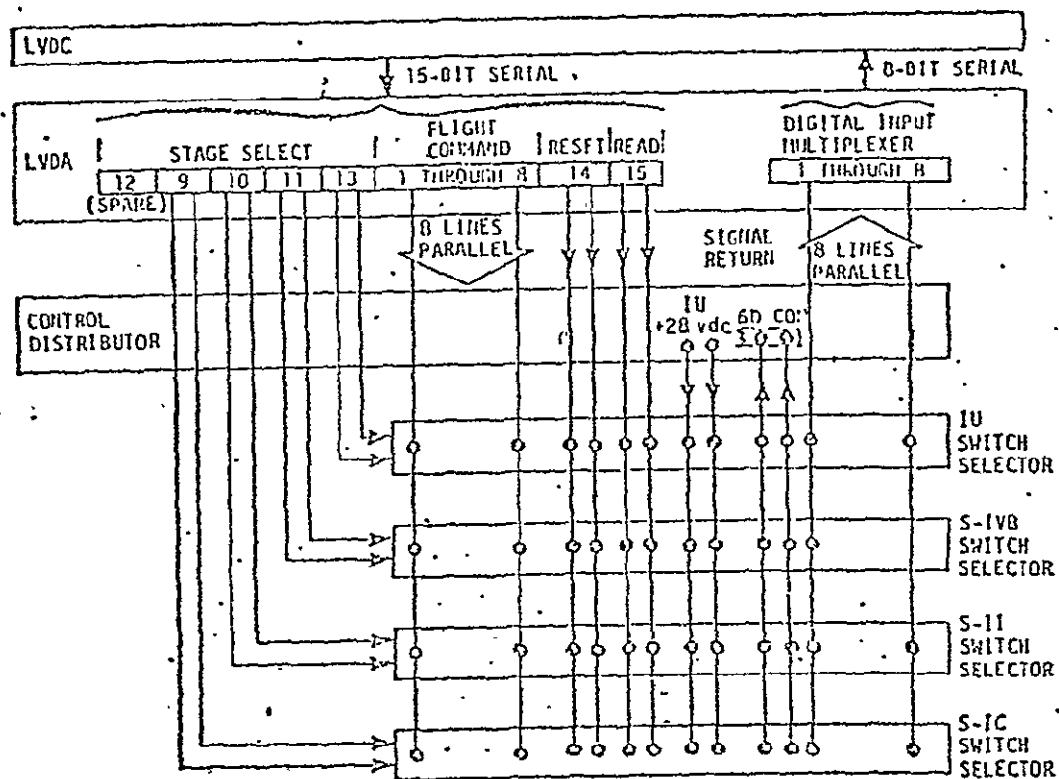 LVDC
15-BIT SERIAL
8-BIT SERIAL
LVDA
STAGE SELECT
FLIGHT
COMMAND
RESET
READ
DIGITAL INPUT
MULTIPLEXER
12
9
10
11
13
1
THROUGH
8
14
15
1 THROUGH 8
(SPARE)
8 LINES
PARALLEL
SIGNAL
RETURN
8 LINES
PARALLEL
CONTROL
DISTRIBUTOR
IU
+28 vdc
6D COM
IU
SWITCH
SELECTOR
S-IVB
SWITCH
SELECTOR
S-II
SWITCH
SELECTOR
S-IC
SWITCH
SELECTOR